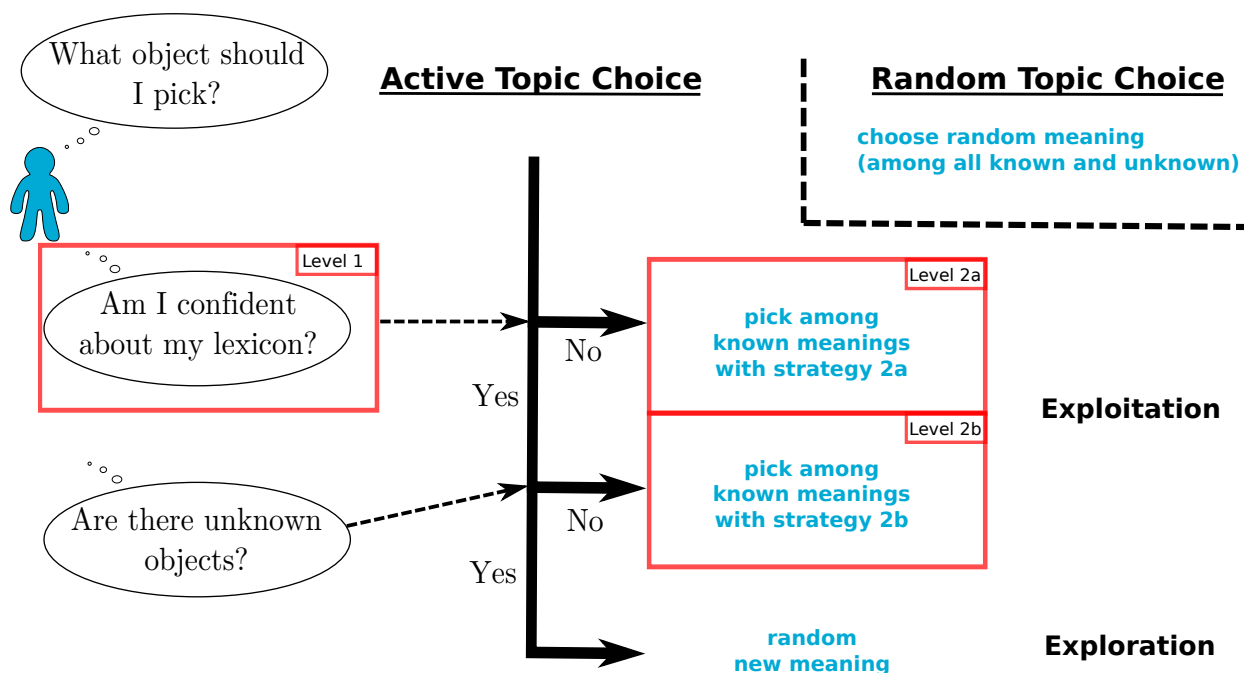 What object should
I pick?
Active Topic Choice
Random Topic Choice
choose random meaning
(among all known and unknown)
Level 1
Am I confident
about my lexicon?
No
Yes
Level 2a
pick among
known meanings
with strategy 2a
Exploitation
Level 2b
pick among
known meanings
with strategy 2b
Are there unknown
objects?
No
Yes
random
new meaning
Exploration